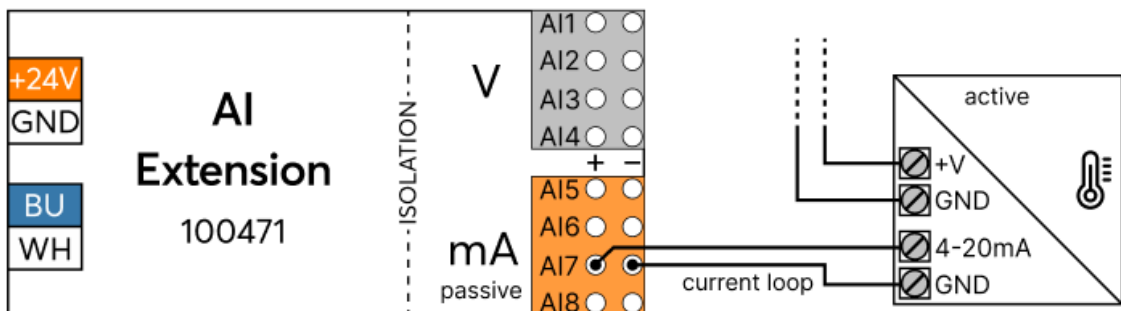 +24V
GND
BU
WH
AI
Extension
100471
ISOLATION
V
mA
passive
AI1
AI2
AI3
AI4
+ −
AI5
AI6
AI7
AI8
current loop
active
+V
GND
4-20mA
GND